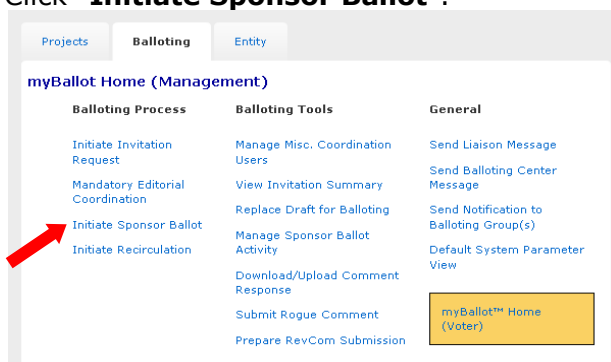 Click "Initiate Sponsor Ballot".
Projects Balloting Entity
myBallot Home (Management)
Balloting Process
Initiate Invitation
Request
Mandatory Editorial
Coordination
Initiate Sponsor Ballot
Initiate Recirculation
Balloting Tools
Manage Misc. Coordination
Users
View Invitation Summary
Replace Draft for Balloting
Manage Sponsor Ballot
Activity
Download/Upload Comment
Response
Submit Rogue Comment
Prepare RevCom Submission
General
Send Liaison Message
Send Balloting Center
Message
Send Notification to
Balloting Group(s)
Default System Parameter
View
myBallot™ Home
(Voter)